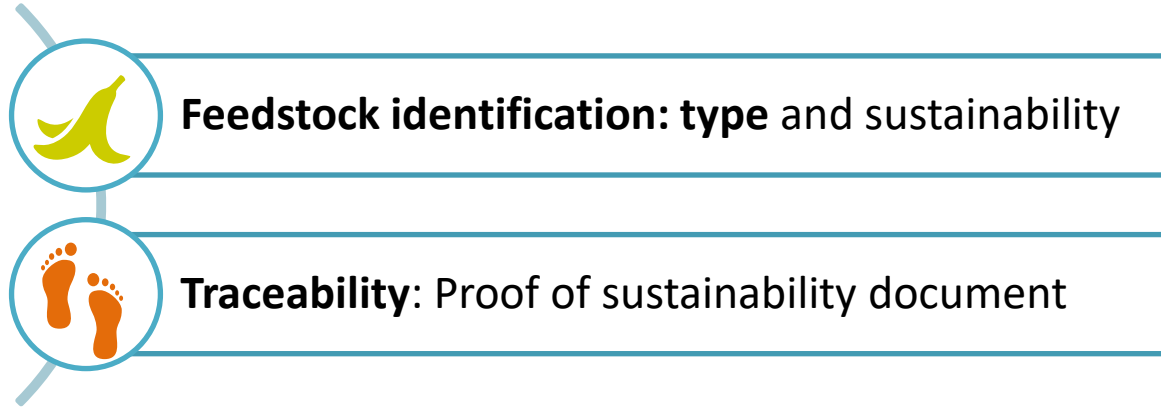 Feedstock identification: type and sustainability
Traceability: Proof of sustainability document